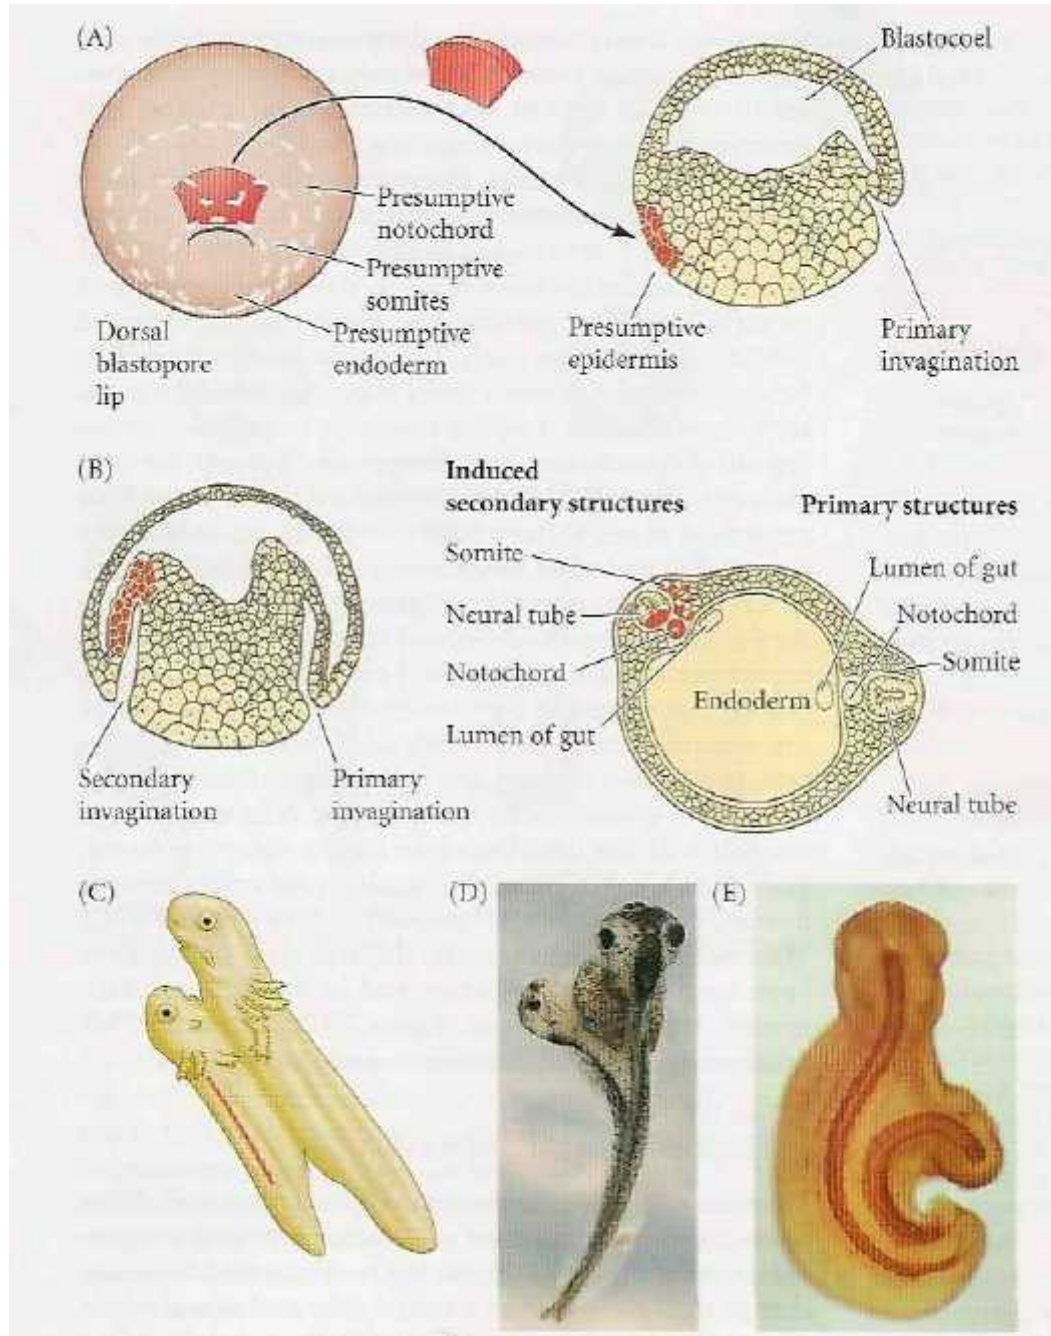 (A)
Blastocoel
Presumptive
notochord
Presumptive
somites
Presumptive
endoderm
Dorsal
blastopore
lip
Presumptive
epidermis
Primary
invagination
(B)
Induced
secondary structures
Primary structures
Somite
Neural tube
Notochord
Lumen of gut
Endoderm
Lumen of gut
Notochord
Somite
Neural tube
Secondary
invagination
Primary
invagination
(C)
(D)
(E)